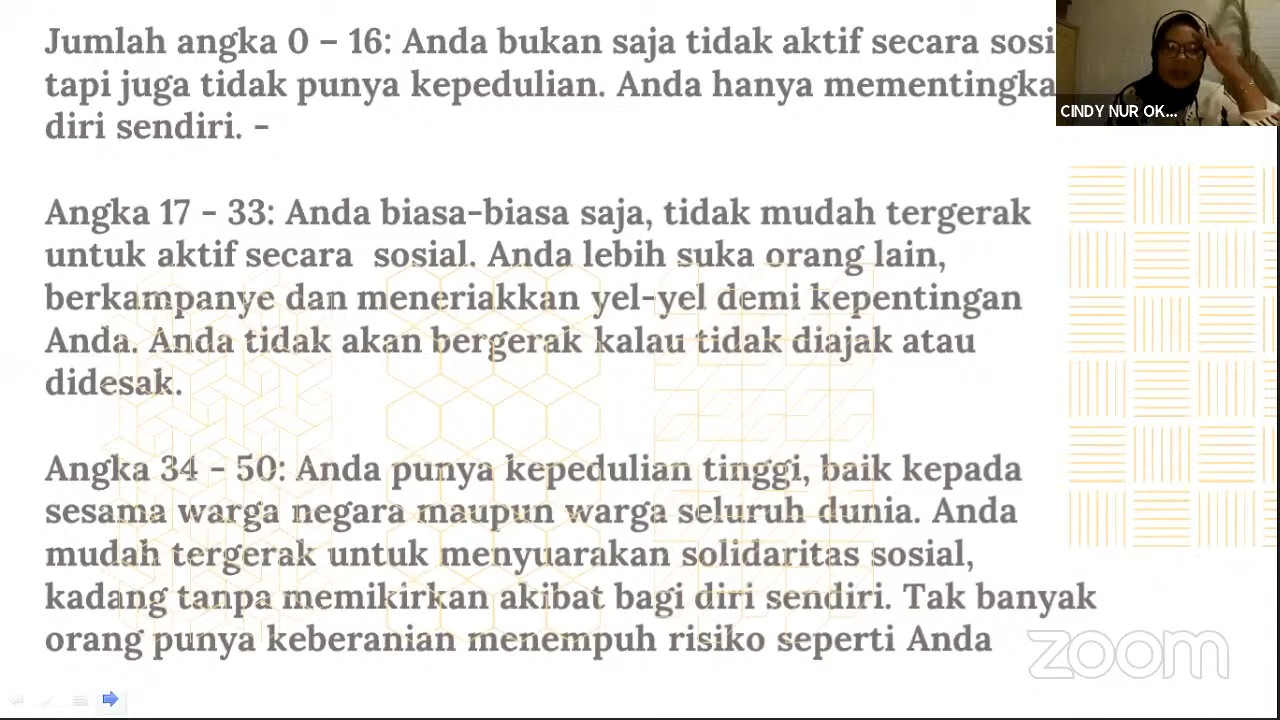 Jumlah angka 0 – 16: Anda bukan saja tidak aktif secara sosi
tapi juga tidak punya kepedulian. Anda hanya mementingka
diri sendiri. -
Angka 17 - 33: Anda biasa-biasa saja, tidak mudah tergerak
untuk aktif secara  sosial. Anda lebih suka orang lain,
berkampanye dan meneriakkan yel-yel demi kepentingan
Anda. Anda tidak akan bergerak kalau tidak diajak atau
didesak.
Angka 34 - 50: Anda punya kepedulian tinggi, baik kepada
sesama warga negara maupun warga seluruh dunia. Anda
mudah tergerak untuk menyuarakan solidaritas sosial,
kadang tanpa memikirkan akibat bagi diri sendiri. Tak banyak
orang punya keberanian menempuh risiko seperti Anda
CINDY NUR OK...
zoom